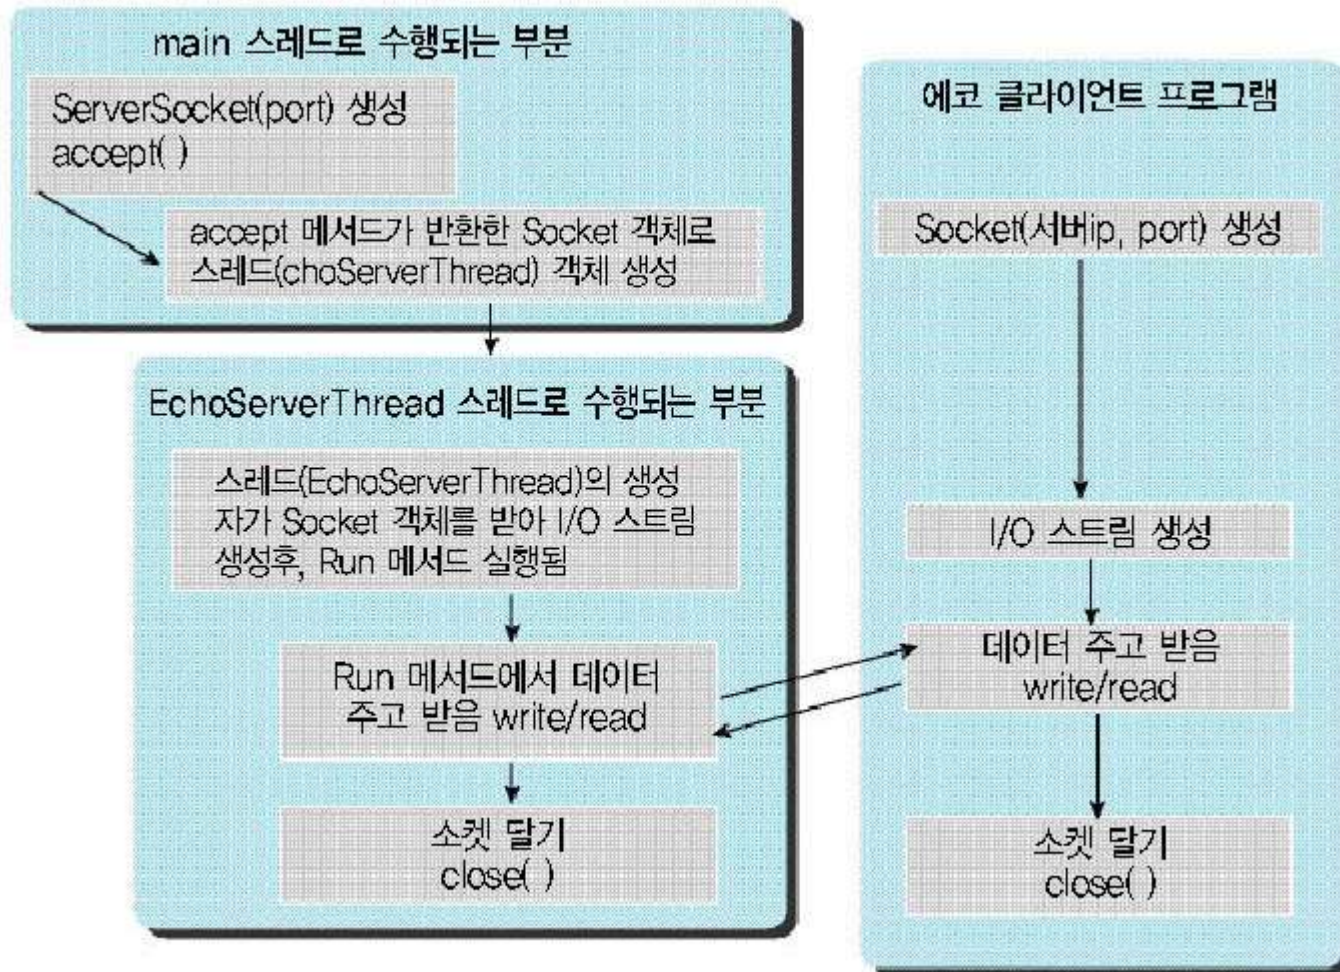 main 스레드로 수행되는 부분
ServerSocket(port) 생성
accept( )
accept 메서드가 반환한 Socket 객체로
스레드(choServerThread) 객체 생성
EchoServerThread 스레드로 수행되는 부분
스레드(EchoServerThread)의 생성
자가 Socket 객체를 받아 I/O 스트림
생성후, Run 메서드 실행됨
Run 메서드에서 데이터
주고 받음 write/read
소켓 닫기
close( )
에코 클라이언트 프로그램
Socket(서버ip, port) 생성
I/O 스트림 생성
데이터 주고 받음
write/read
소켓 닫기
close( )